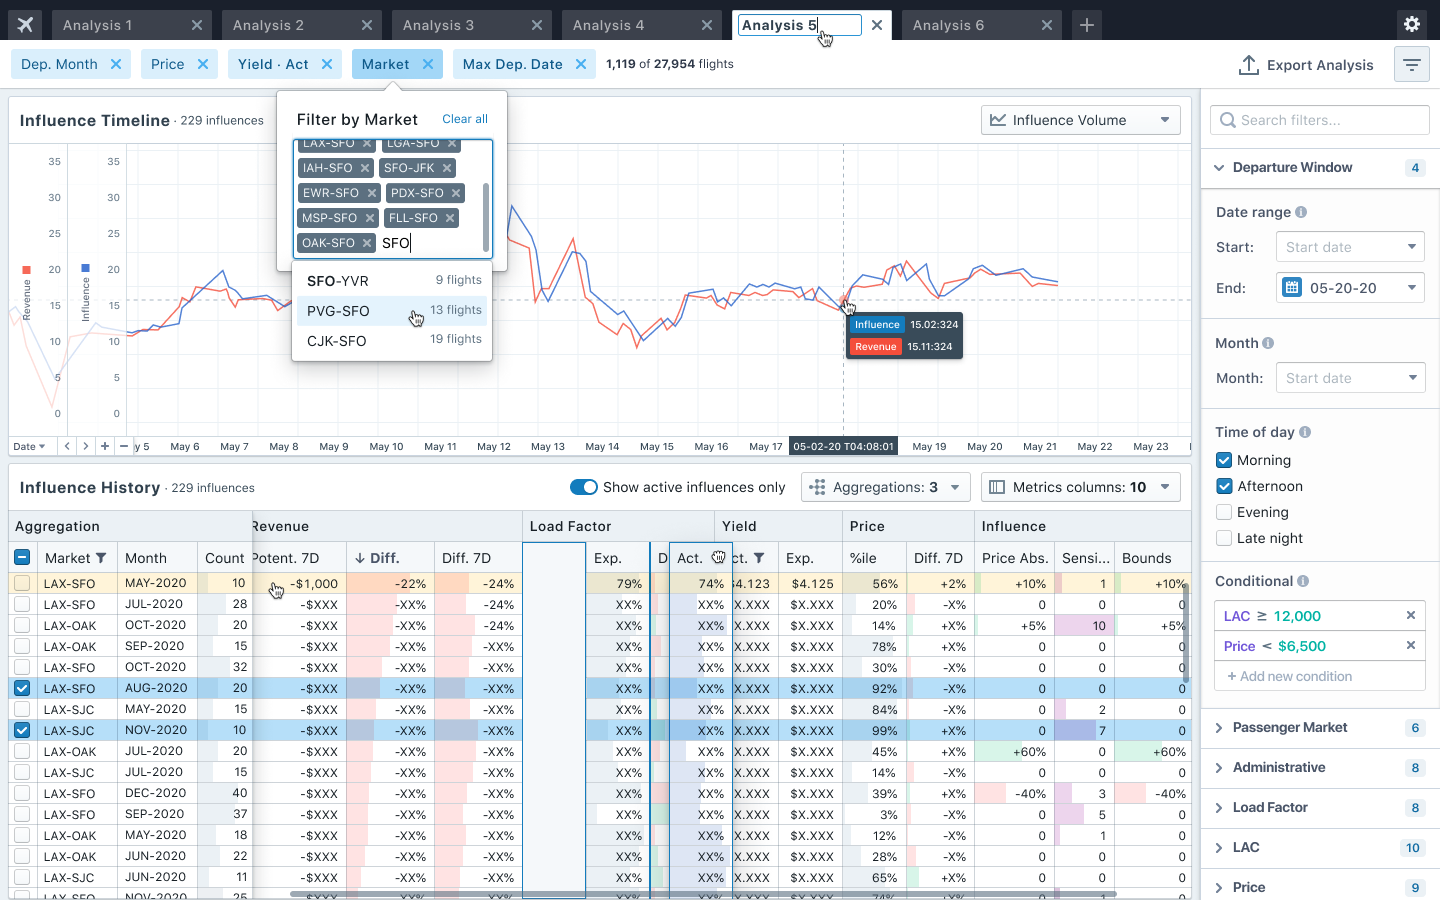 Analysis 1
Analysis 2
Analysis 3
Analysis 4
Analysis 5
Analysis 6
Dep. Month
Price
Yield · Act
Market
Max Dep. Date
1,119 of 27,954 flights
Export Analysis
Influence Timeline · 229 influences
Influence Volume
Filter by Market
Clear all
LAX-SFO
LGA-SFO
IAH-SFO
SFO-JFK
EWR-SFO
PDX-SFO
MSP-SFO
FLL-SFO
OAK-SFO
SFO
SFO-YVR 9 flights
PVG-SFO 13 flights
CJK-SFO 19 flights
35 35
30 30
25 25
20 20
15 15
10 10
5 5
0 0
Revenue
Influence
Influence 15.02:324
Revenue 15.11:324
Date
May 6 May 7 May 8 May 9 May 10 May 11 May 12 May 13 May 14 May 15 May 16 May 17 05-02-20 T04:08:01 May 19 May 20 May 21 May 22 May 23
Influence History · 229 influences
Show active influences only
Aggregations: 3
Metrics columns: 10
Aggregation Revenue Load Factor Yield Price Influence
Market Month Count Potent. 7D Diff. Diff. 7D Exp. D Act. ct. Exp. %ile Diff. 7D Price Abs. Sensi... Bounds
LAX-SFO MAY-2020 10 -$1,000 -22% -24% 79% 74% $4.123 $4.125 56% +2% +10% 1 +10%
LAX-SFO JUL-2020 28 -$XXX -XX% -24% XX% XX% X.XXX $X.XXX 20% -X% 0 0 0
LAX-OAK OCT-2020 20 -$XXX -XX% -24% XX% XX% X.XXX $X.XXX 14% +X% +5% 10 +5%
LAX-OAK SEP-2020 15 -$XXX -XX% -XX% XX% XX% X.XXX $X.XXX 78% +X% 0 0 0
LAX-SFO OCT-2020 32 -$XXX -XX% -XX% XX% XX% X.XXX $X.XXX 30% -X% 0 0 0
LAX-SFO AUG-2020 20 -$XXX -XX% -XX% XX% XX% X.XXX $X.XXX 92% -X% 0 0 0
LAX-SJC MAY-2020 15 -$XXX -XX% -XX% XX% XX% X.XXX $X.XXX 84% -X% 0 2 0
LAX-SJC NOV-2020 10 -$XXX -XX% -XX% XX% XX% X.XXX $X.XXX 99% +X% 0 7 0
LAX-OAK JUL-2020 20 -$XXX -XX% -XX% XX% XX% X.XXX $X.XXX 45% +X% +60% 0 +60%
LAX-SJC JUL-2020 15 -$XXX -XX% -XX% XX% XX% X.XXX $X.XXX 14% -X% 0 0 0
LAX-SFO DEC-2020 40 -$XXX -XX% -XX% XX% XX% X.XXX $X.XXX 39% +X% -40% 3 -40%
LAX-SFO SEP-2020 37 -$XXX -XX% -XX% XX% XX% X.XXX $X.XXX 3% -X% 0 5 0
LAX-OAK MAY-2020 18 -$XXX -XX% -XX% XX% XX% X.XXX $X.XXX 12% -X% 0 1 0
LAX-OAK JUN-2020 22 -$XXX -XX% -XX% XX% XX% X.XXX $X.XXX 28% -X% 0 0 0
LAX-SJC JUN-2020 11 -$XXX -XX% -XX% XX% XX% X.XXX $X.XXX 65% +X% 0 0 0
Search filters...
Departure Window 4
Date range
Start: Start date
End: 05-20-20
Month
Month: Start date
Time of day
Morning
Afternoon
Evening
Late night
Conditional
LAC ≥ 12,000
Price < $6,500
+ Add new condition
Passenger Market 6
Administrative 8
Load Factor 8
LAC 10
Price 9